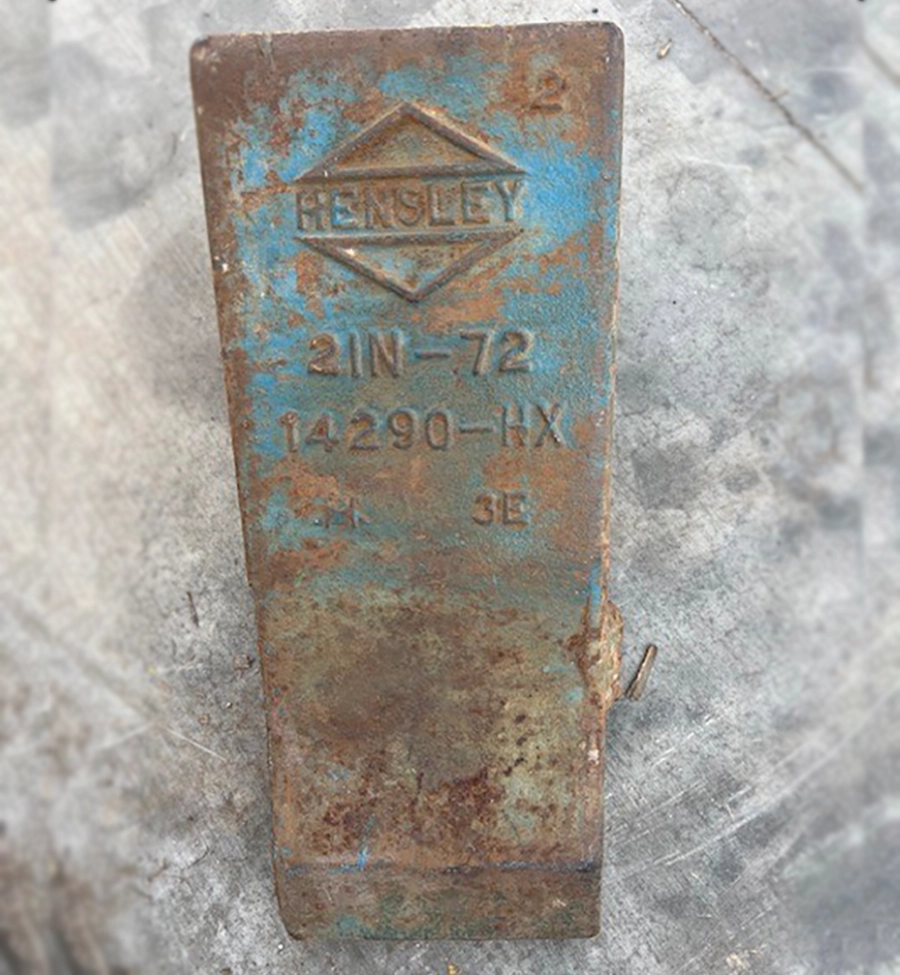 2
HENSLEY
2IN-72
14290-HX
H 3E